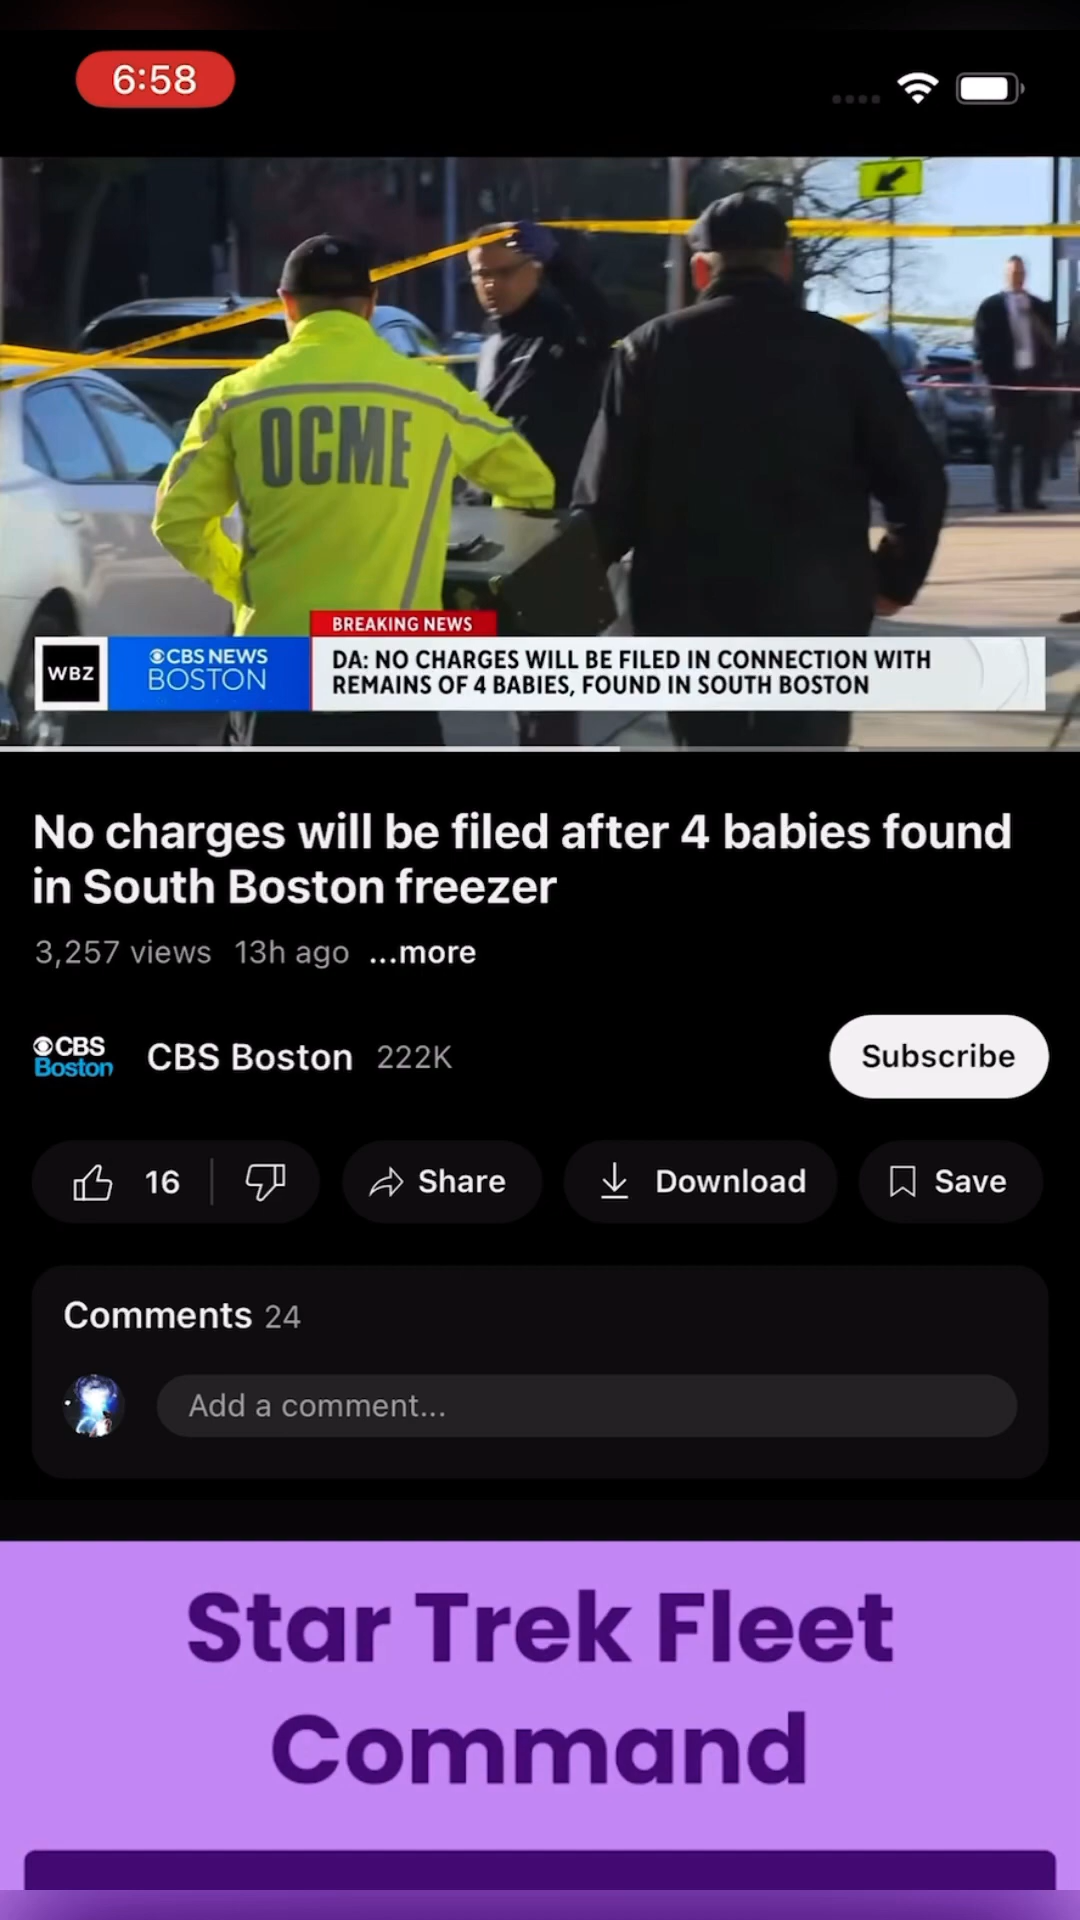 6:58
OCME
BREAKING NEWS
WBZ
CBS NEWS
BOSTON
DA: NO CHARGES WILL BE FILED IN CONNECTION WITH
REMAINS OF 4 BABIES, FOUND IN SOUTH BOSTON
No charges will be filed after 4 babies found
in South Boston freezer
3,257 views 13h ago ...more
CBS
Boston
CBS Boston 222K
Subscribe
16
Share
Download
Save
Comments 24
Add a comment...
Star Trek Fleet
Command